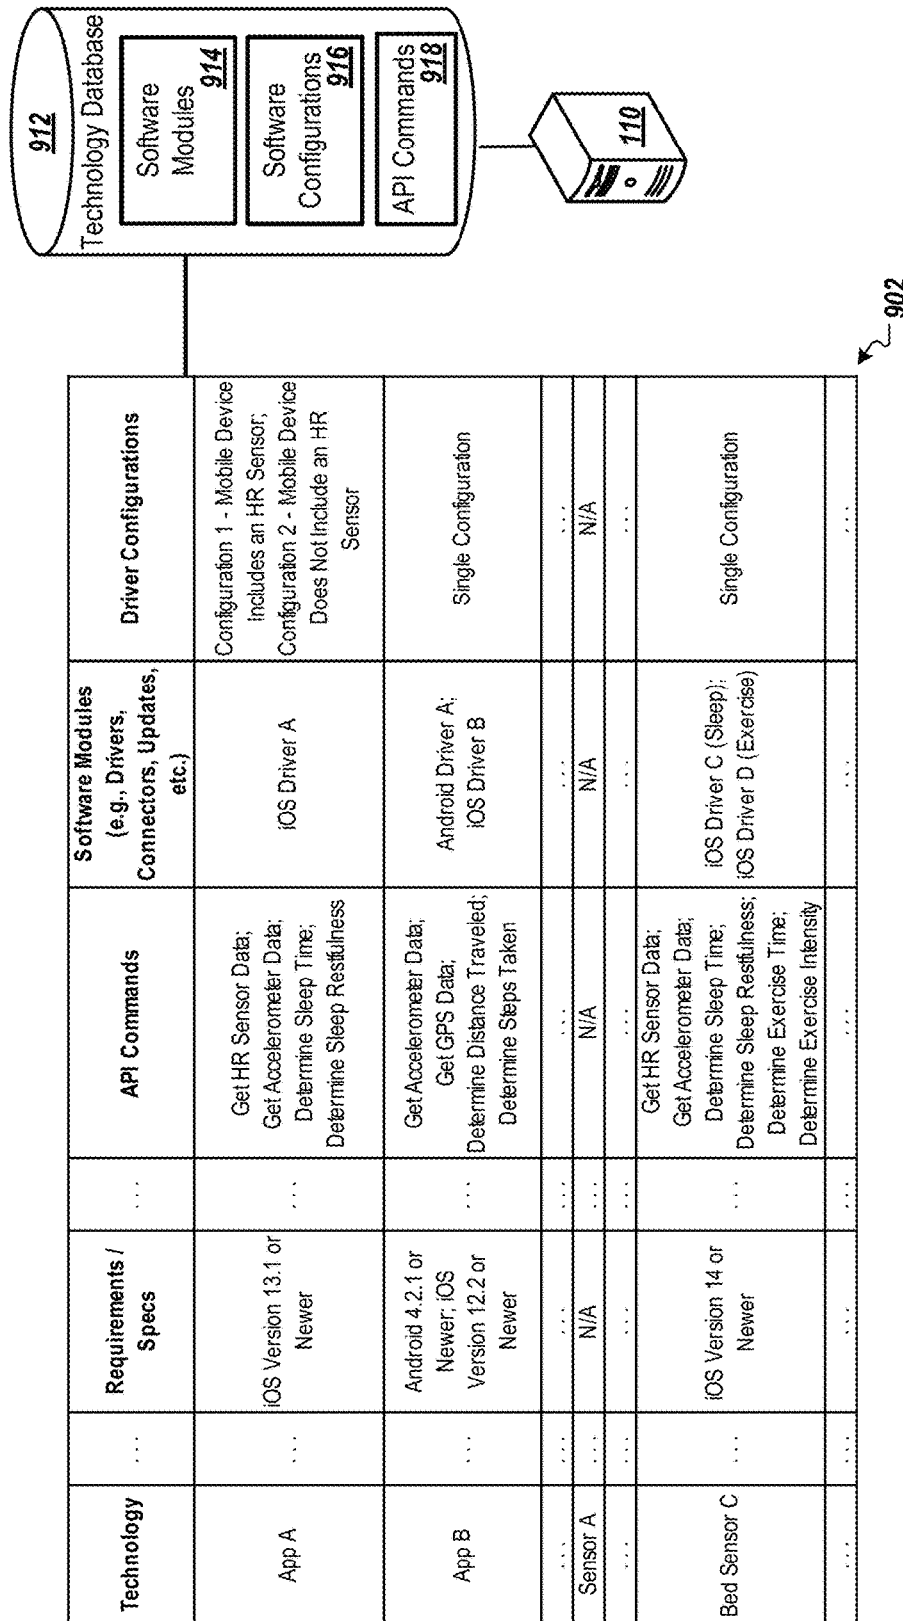 912
Technology Database
Software
Modules
914
Software
Configurations
916
API Commands
918
110
902
Technology
. . .
Requirements /
Specs
. . .
API Commands
Software Modules
(e.g., Drivers,
Connectors, Updates,
etc.)
Driver Configurations
App A
. . .
iOS Version 13.1 or
Newer
. . .
Get HR Sensor Data;
Get Accelerometer Data;
Determine Sleep Time;
Determine Sleep Restfulness
iOS Driver A
Configuration 1 - Mobile Device
Includes an HR Sensor;
Configuration 2 - Mobile Device
Does Not Include an HR
Sensor
App B
. . .
Android 4.2.1 or
Newer; iOS
Version 12.2 or
Newer
. . .
Get Accelerometer Data;
Get GPS Data;
Determine Distance Traveled;
Determine Steps Taken
Android Driver A;
iOS Driver B
Single Configuration
. . .
. . .
. . .
. . .
. . .
. . .
. . .
Sensor A
. . .
N/A
. . .
N/A
N/A
N/A
. . .
. . .
. . .
. . .
. . .
. . .
. . .
Bed Sensor C
. . .
iOS Version 14 or
Newer
. . .
Get HR Sensor Data;
Get Accelerometer Data;
Determine Sleep Time;
Determine Sleep Restfulness;
Determine Exercise Time;
Determine Exercise Intensity
iOS Driver C (Sleep);
iOS Driver D (Exercise)
Single Configuration
. . .
. . .
. . .
. . .
. . .
. . .
. . .